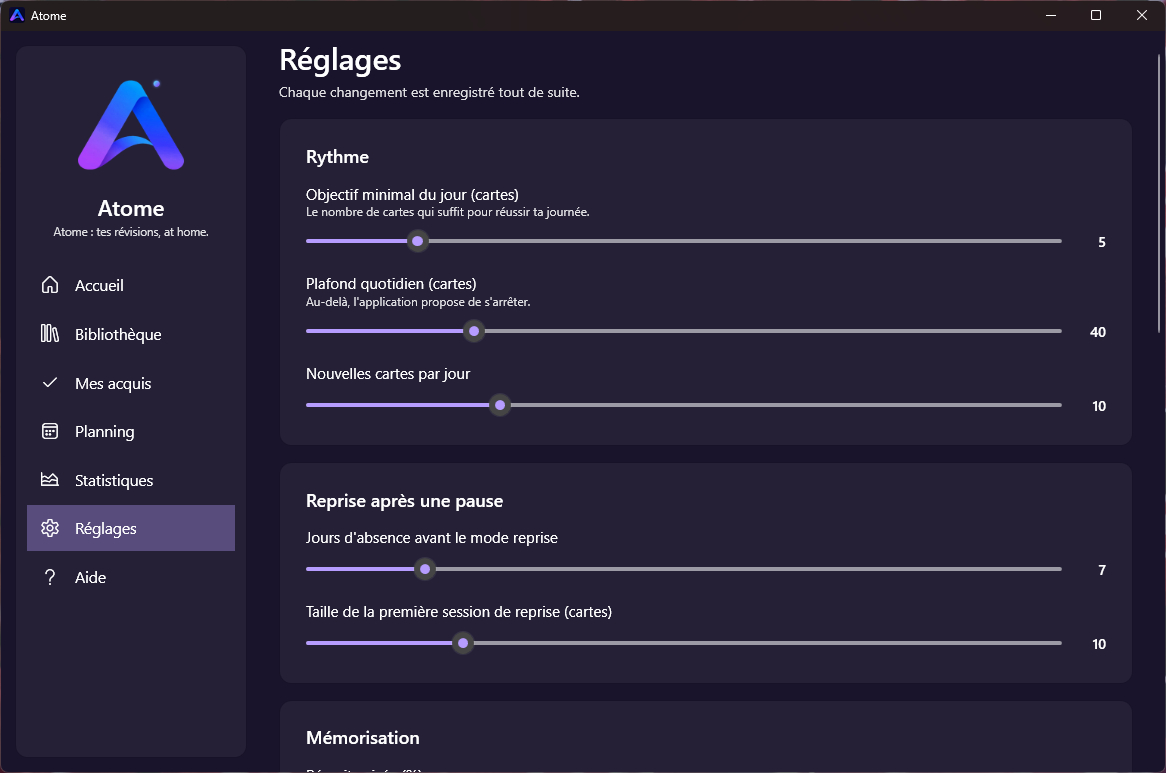 Atome
Atome
Atome : tes révisions, at home.
Accueil
Bibliothèque
Mes acquis
Planning
Statistiques
Réglages
Aide
Réglages
Chaque changement est enregistré tout de suite.
Rythme
Objectif minimal du jour (cartes)
Le nombre de cartes qui suffit pour réussir ta journée.
5
Plafond quotidien (cartes)
Au-delà, l'application propose de s'arrêter.
40
Nouvelles cartes par jour
10
Reprise après une pause
Jours d'absence avant le mode reprise
7
Taille de la première session de reprise (cartes)
10
Mémorisation